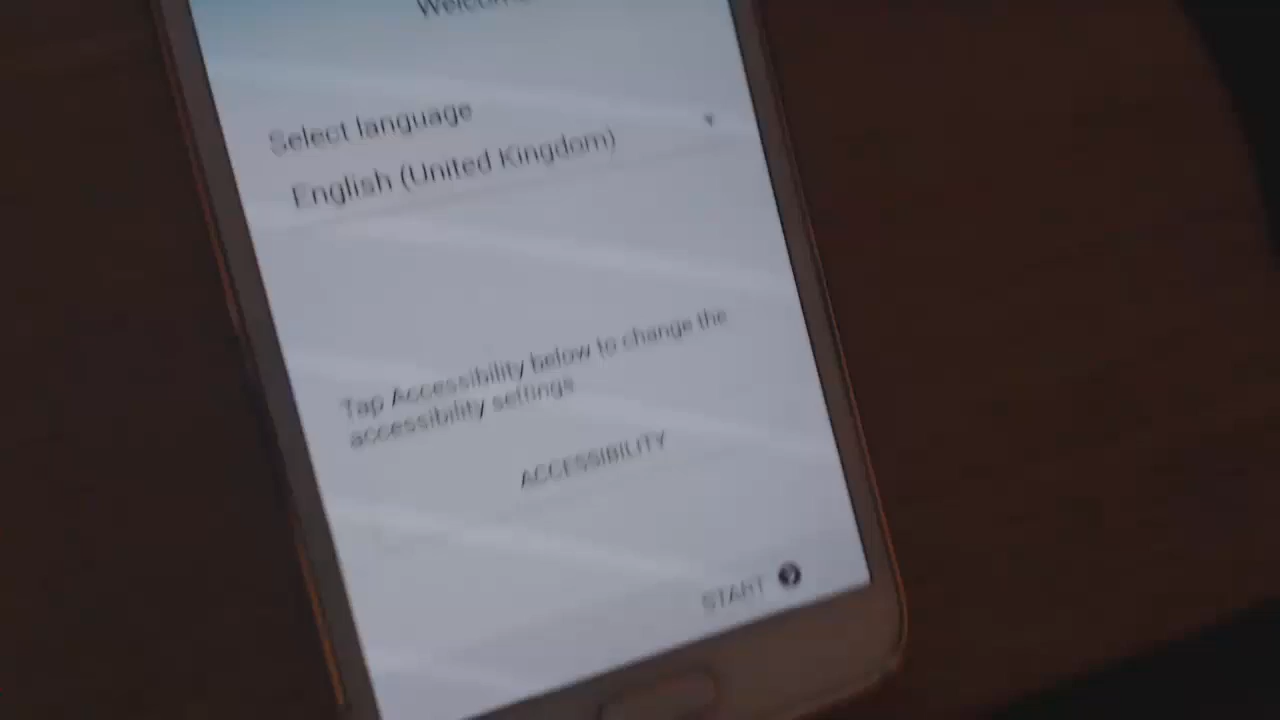 Welcome
Select language
English (United Kingdom)
Tap Accessibility below to change the
accessibility settings
ACCESSIBILITY
START